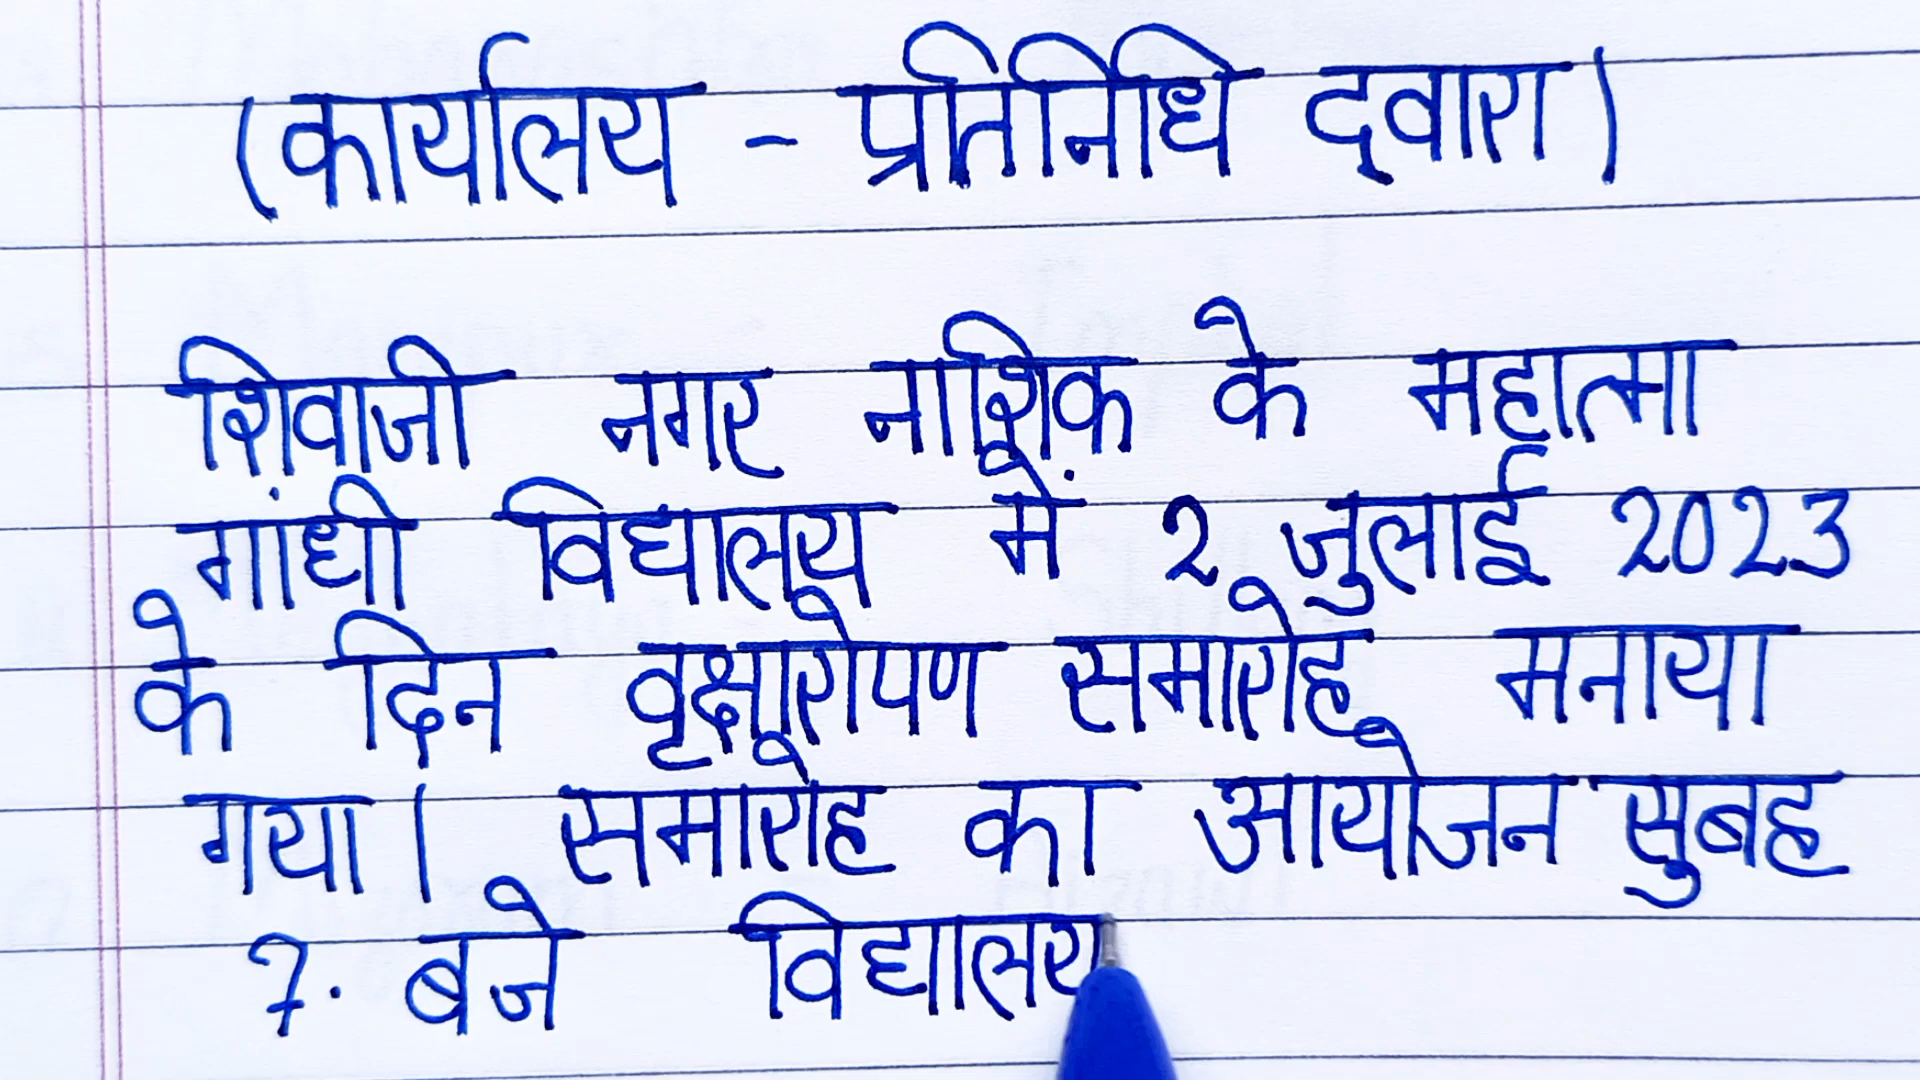 (कार्यालय - प्रतिनिधि द्वारा)
शिवाजी नगर नाशिक के महात्मा
गांधी विद्यालय में 2 जुलाई 2023
के दिन वृक्षारोपण समारोह मनाया
गया। समारोह का आयोजन सुबह
7. बजे विद्यालय